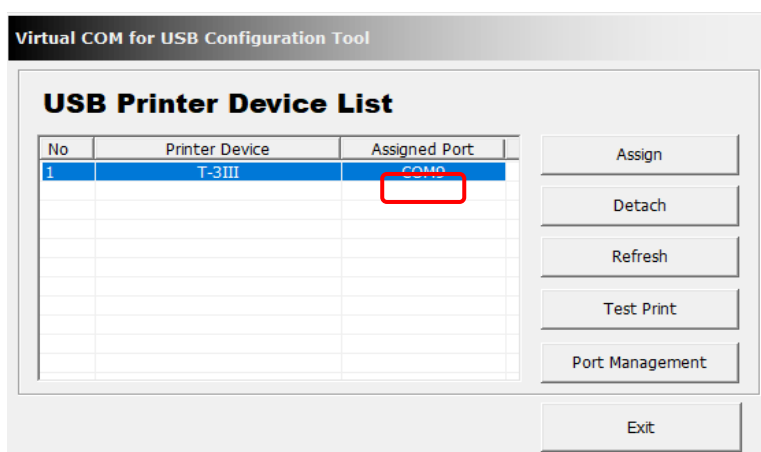 Virtual COM for USB Configuration Tool
USB Printer Device List
No Printer Device Assigned Port
1 T-3III COM9
Assign
Detach
Refresh
Test Print
Port Management
Exit